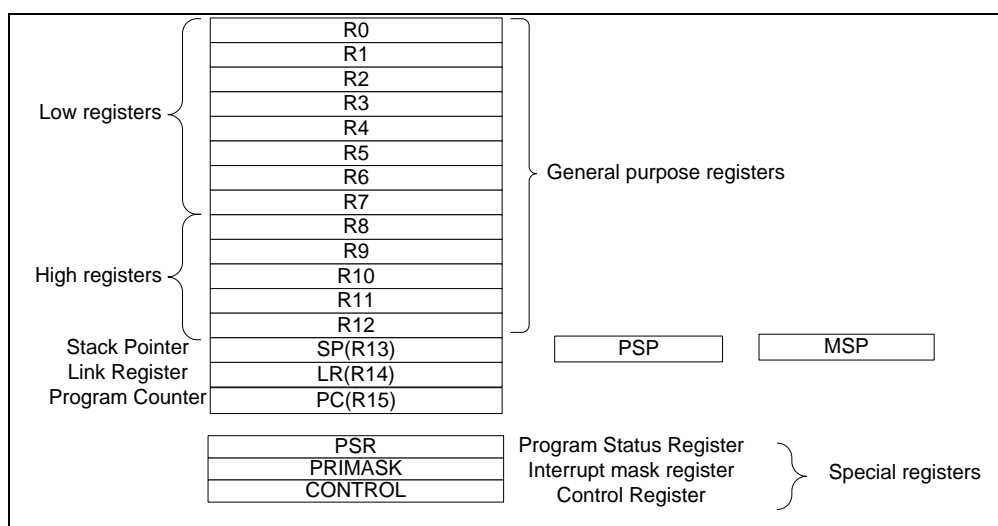 R0
R1
R2
Low registers
R3
R4
R5
R6
General purpose registers
R7
R8
R9
High registers
R10
R11
R12
Stack Pointer SP(R13) PSP MSP
Link Register LR(R14)
Program Counter PC(R15)
PSR Program Status Register
PRIMASK Interrupt mask register Special registers
CONTROL Control Register